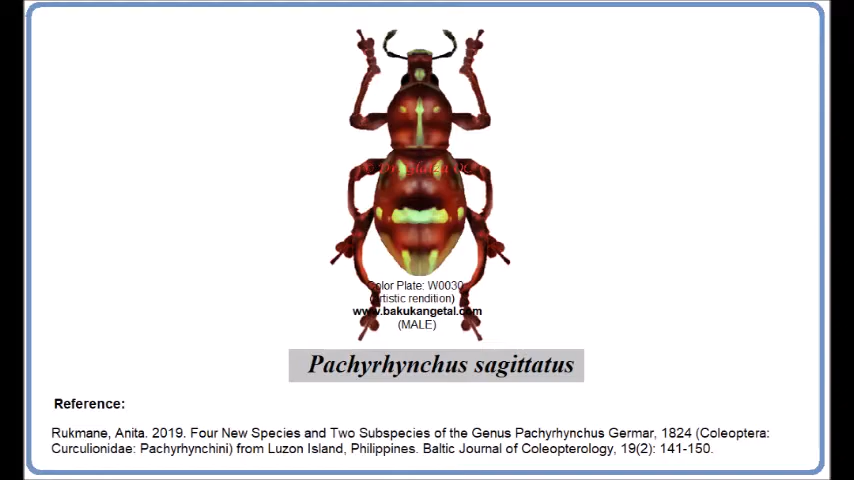 Color Plate: W0030
(Artistic rendition)
www.bakukangetal.com
(MALE)
Pachyrhynchus sagittatus
Reference:
Rukmane, Anita. 2019. Four New Species and Two Subspecies of the Genus Pachyrhynchus Germar, 1824 (Coleoptera:
Curculionidae: Pachyrhynchini) from Luzon Island, Philippines. Baltic Journal of Coleopterology, 19(2): 141-150.